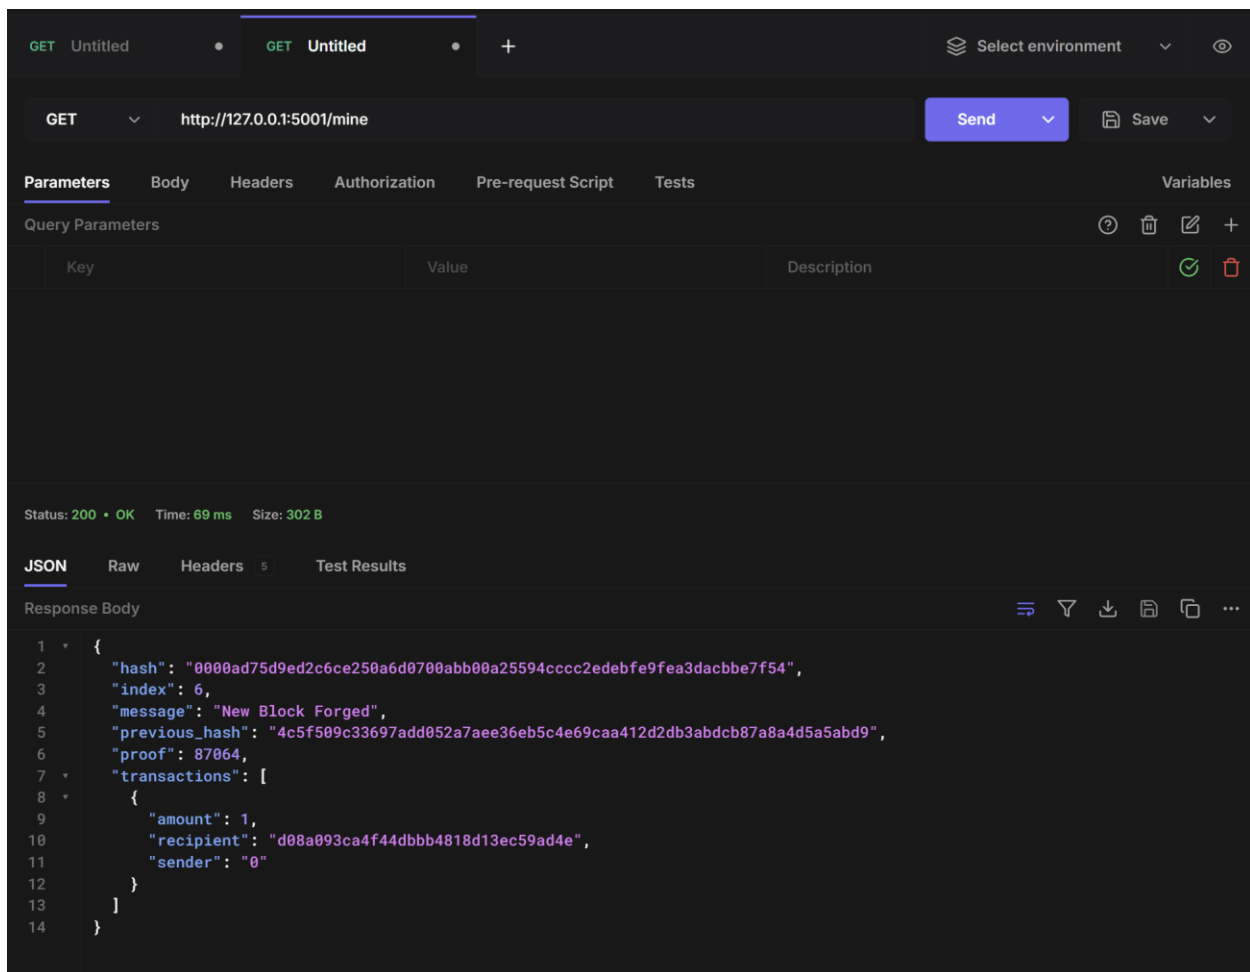 GET Untitled GET Untitled + Select environment
GET http://127.0.0.1:5001/mine Send Save
Parameters Body Headers Authorization Pre-request Script Tests Variables
Query Parameters
Key Value Description
Status: 200 • OK Time: 69 ms Size: 302 B
JSON Raw Headers 5 Test Results
Response Body
1 {
2 "hash": "0000ad75d9ed2c6ce250a6d0700abb00a25594cccc2edebfe9fea3dacbbe7f54",
3 "index": 6,
4 "message": "New Block Forged",
5 "previous_hash": "4c5f509c33697add052a7aee36eb5c4e69caa412d2db3abdcb87a8a4d5a5abd9",
6 "proof": 87064,
7 "transactions": [
8 {
9 "amount": 1,
10 "recipient": "d08a093ca4f44dbbb4818d13ec59ad4e",
11 "sender": "0"
12 }
13 ]
14 }